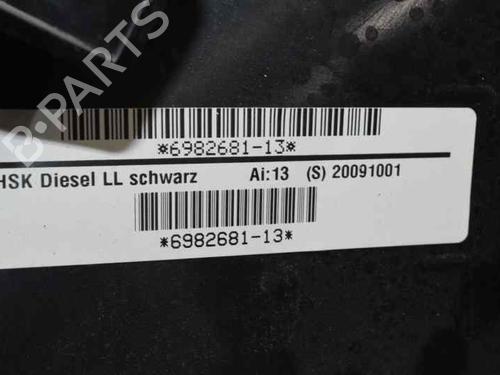 B-PARTS
*6982681-13*
HSK Diesel LL schwarz Ai:13 (S) 20091001
*6982681-13*